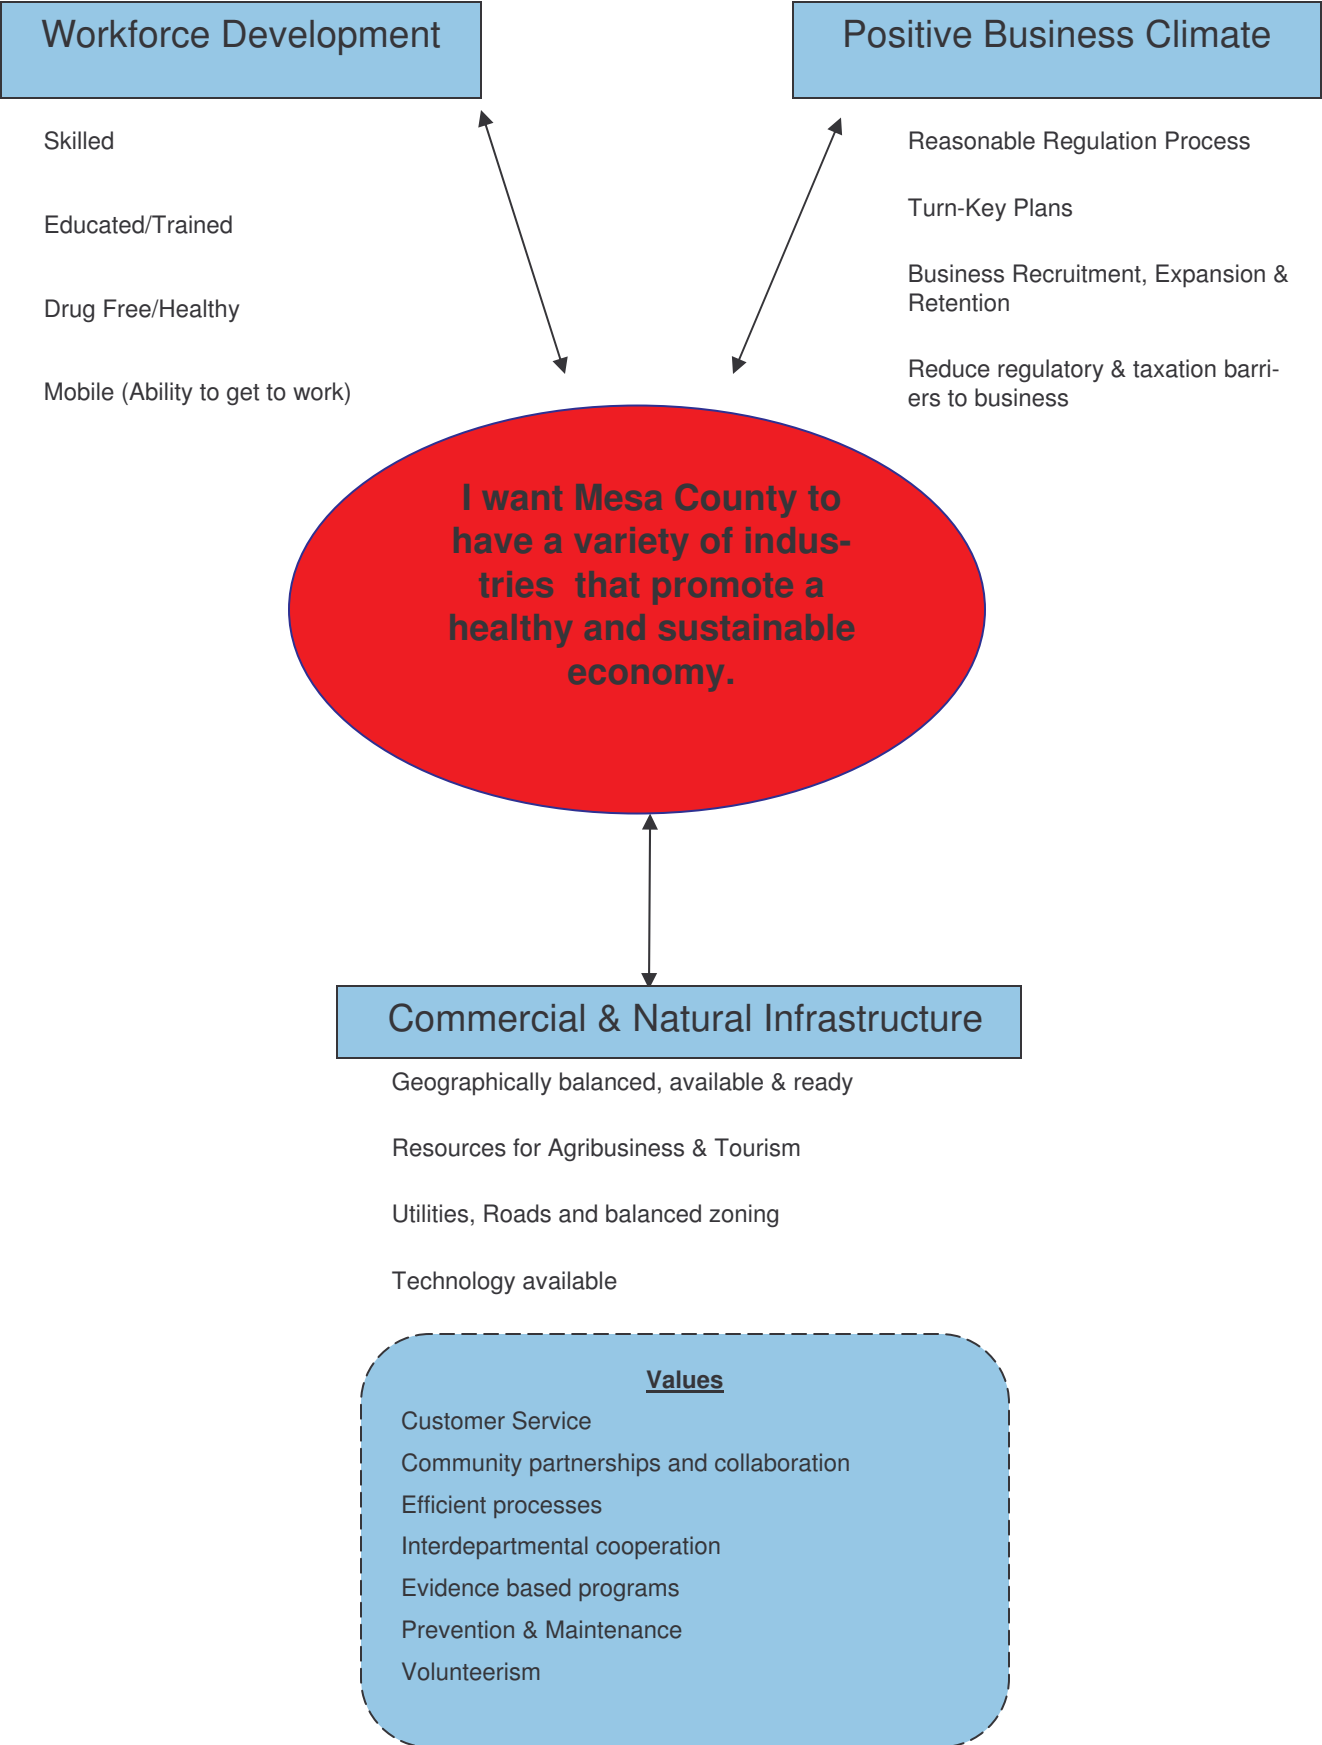 Workforce Development
Skilled
Educated/Trained
Drug Free/Healthy
Mobile (Ability to get to work)
Positive Business Climate
Reasonable Regulation Process
Turn-Key Plans
Business Recruitment, Expansion &
Retention
Reduce regulatory & taxation barri-
ers to business
I want Mesa County to
have a variety of indus-
tries  that promote a
healthy and sustainable
economy.
Commercial & Natural Infrastructure
Geographically balanced, available & ready
Resources for Agribusiness & Tourism
Utilities, Roads and balanced zoning
Technology available
Values
Customer Service
Community partnerships and collaboration
Efficient processes
Interdepartmental cooperation
Evidence based programs
Prevention & Maintenance
Volunteerism